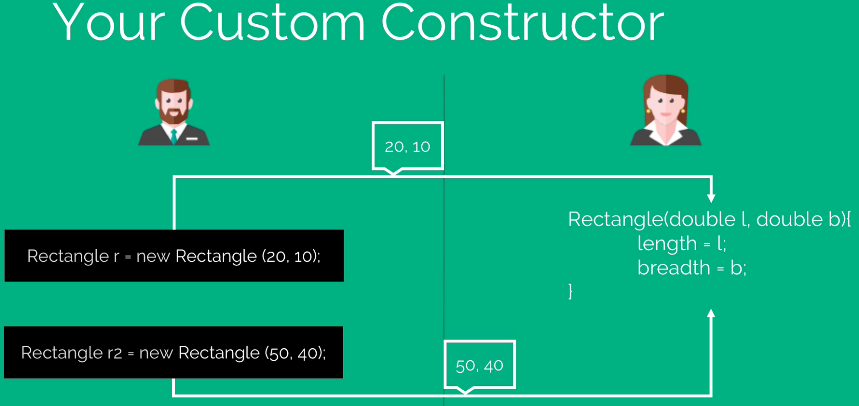 Your Custom Constructor
20, 10
Rectangle r = new Rectangle (20, 10);
Rectangle(double l, double b){
length = l;
breadth = b;
}
Rectangle r2 = new Rectangle (50, 40);
50, 40